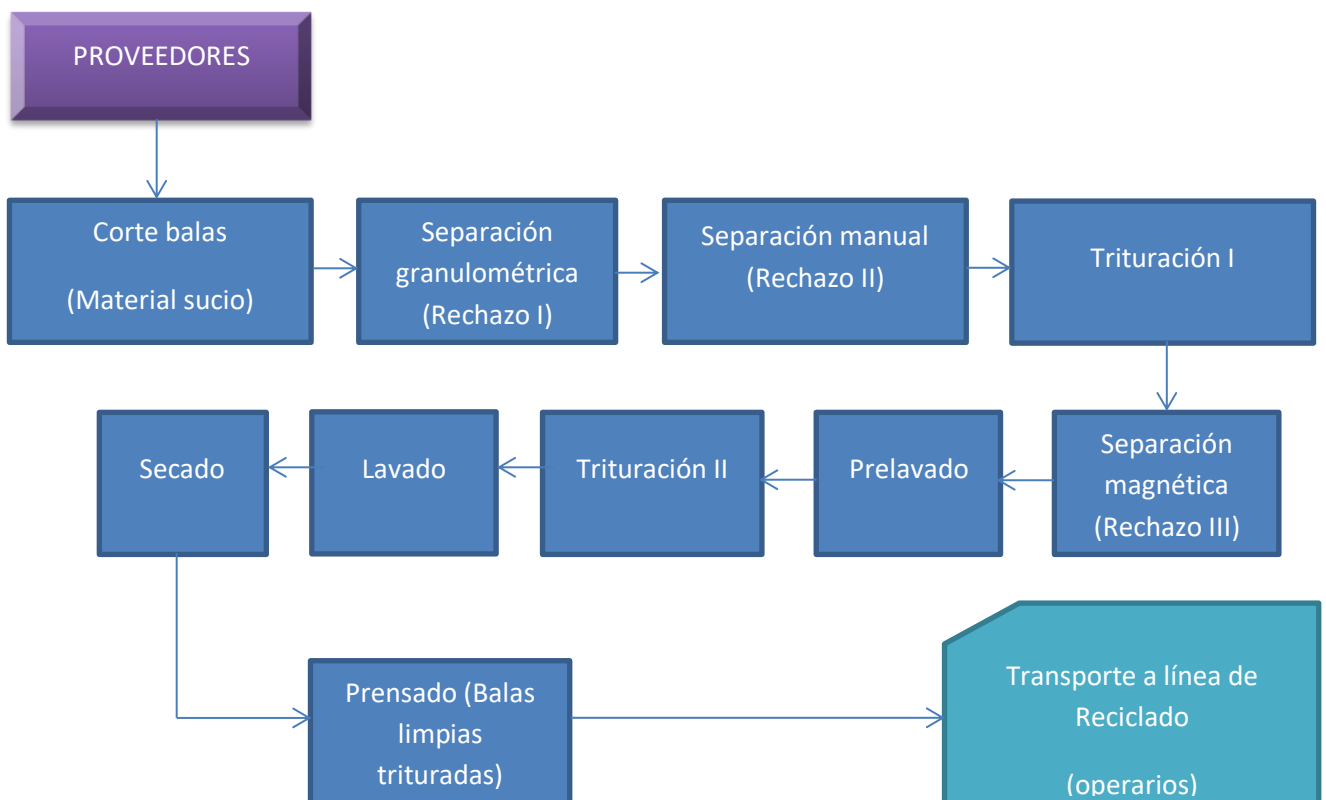 PROVEEDORES
Corte balas
(Material sucio)
Separación
granulométrica
(Rechazo I)
Separación manual
(Rechazo II)
Trituración I
Separación
magnética
(Rechazo III)
Prelavado
Trituración II
Lavado
Secado
Prensado (Balas
limpias
trituradas)
Transporte a línea de
Reciclado
(operarios)